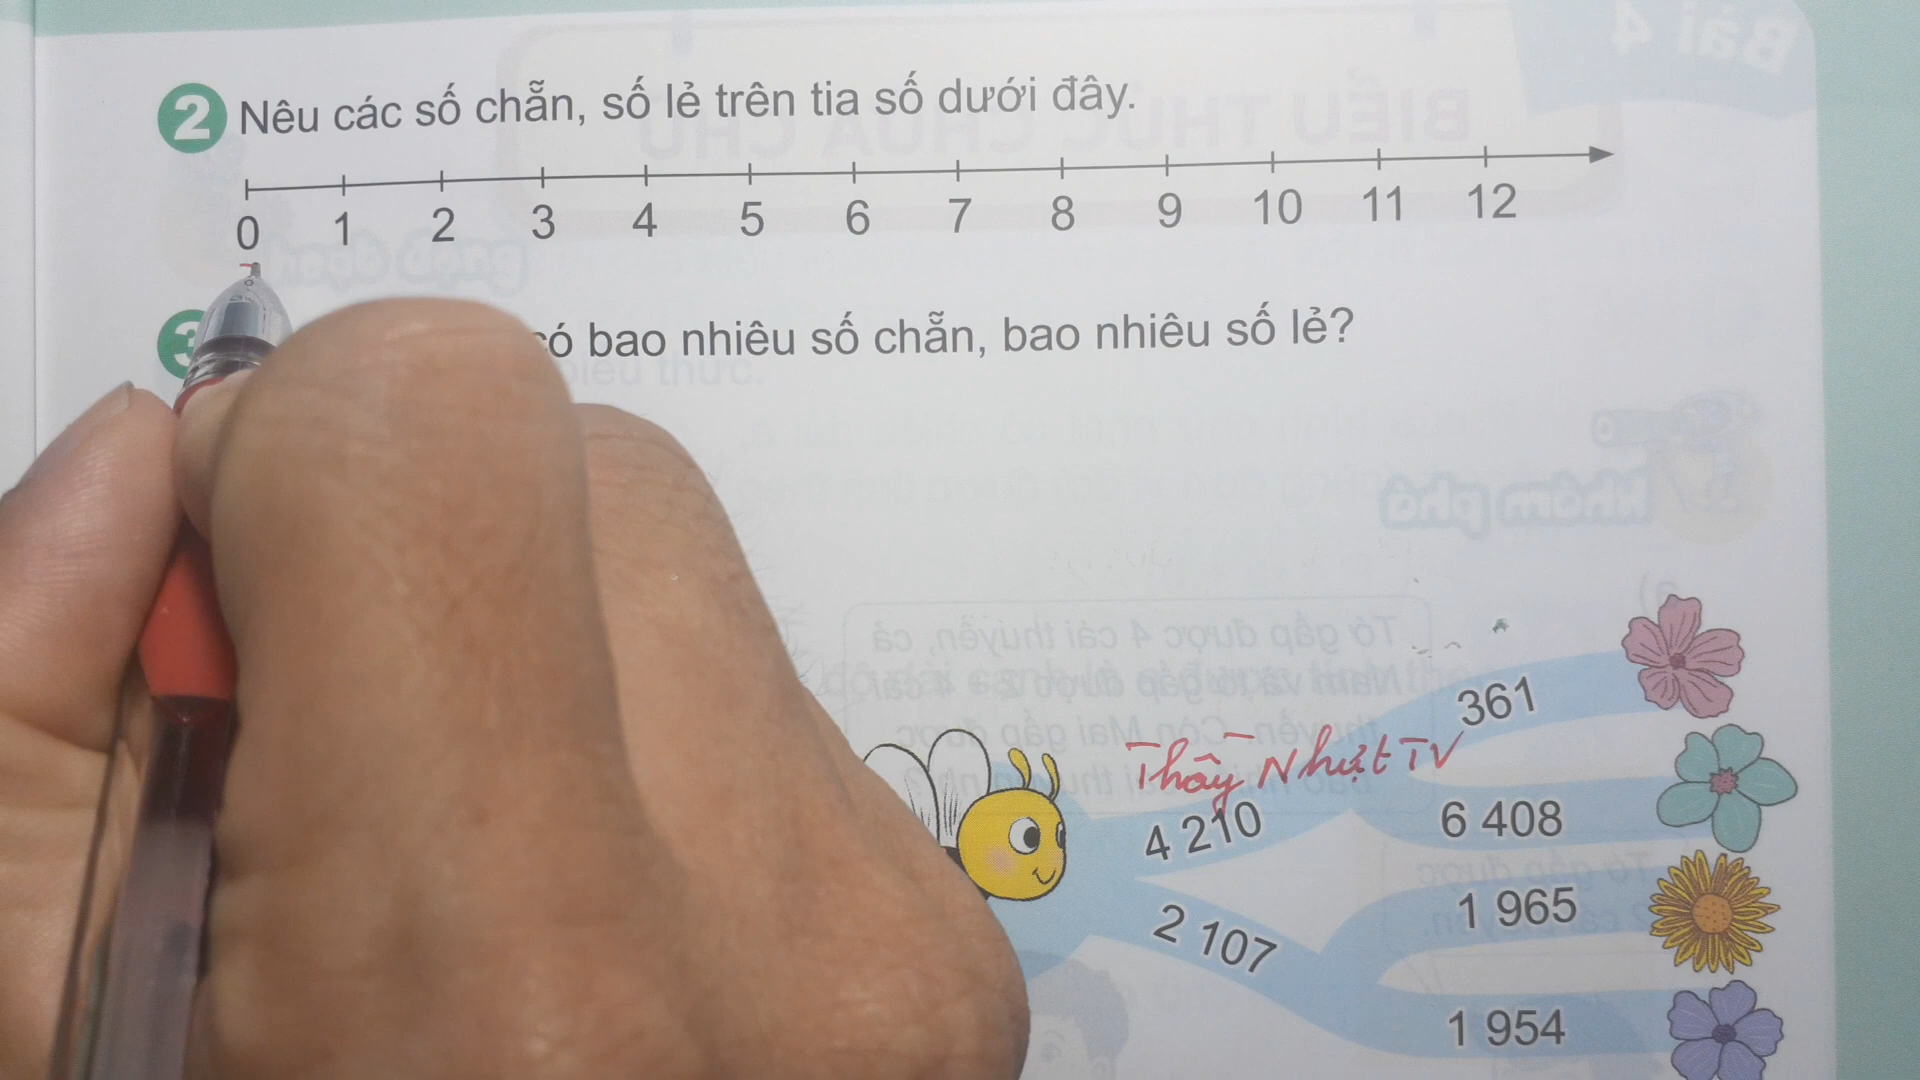 2 Nêu các số chẵn, số lẻ trên tia số dưới đây.
0 1 2 3 4 5 6 7 8 9 10 11 12
3 có bao nhiêu số chẵn, bao nhiêu số lẻ?
361
Thầy Nhựt TV
4 210
6 408
1 965
2 107
1 954